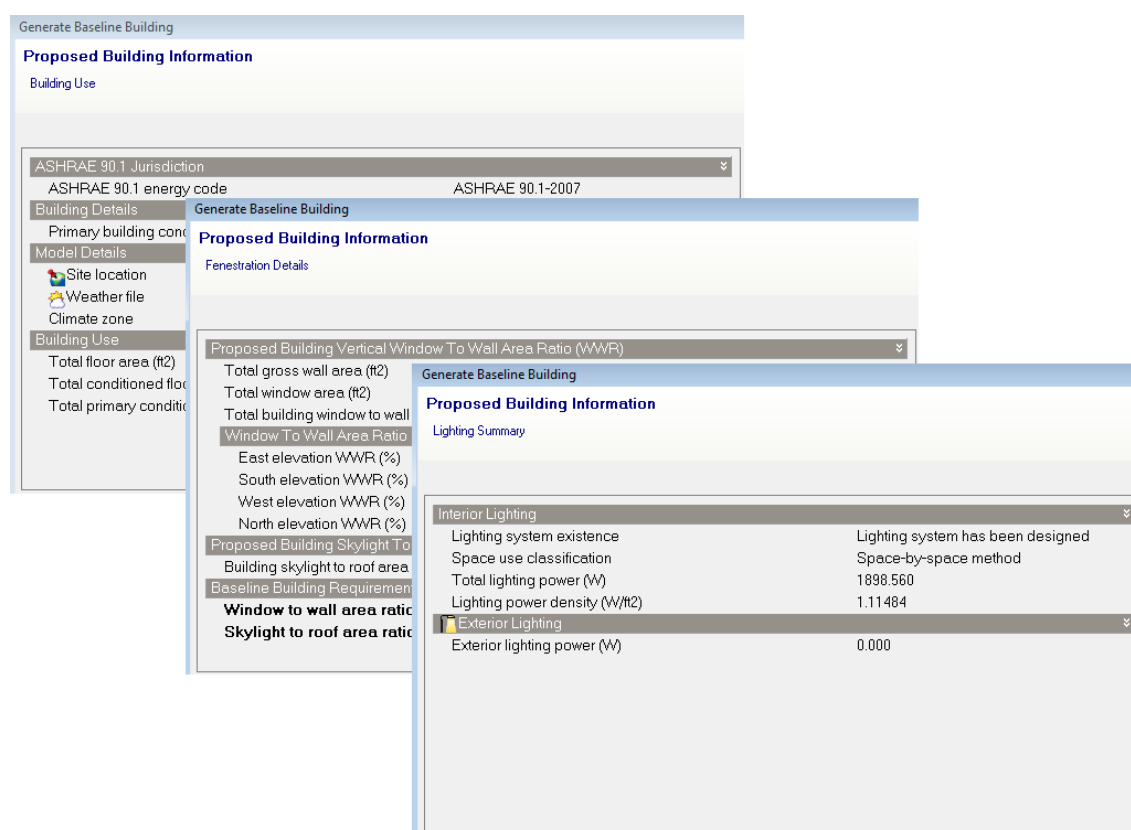 Generate Baseline Building
Proposed Building Information
Building Use
ASHRAE 90.1 Jurisdiction
ASHRAE 90.1 energy code ASHRAE 90.1-2007
Building Details
Primary building
Model Details
Site location
Weather file
Climate zone
Building Use
Total floor area (ft2)
Total conditioned
Total primary
Generate Baseline Building
Proposed Building Information
Fenestration Details
Proposed Building Vertical Window To Wall Area Ratio (WWR)
Total gross wall area (ft2)
Total window area (ft2)
Total building window to wall
Window To Wall Area Ratio
East elevation WWR (%)
South elevation WWR (%)
West elevation WWR (%)
North elevation WWR (%)
Proposed Building Skylight To
Building skylight to roof area
Baseline Building
Window to wall area
Skylight to roof area
Generate Baseline Building
Proposed Building Information
Lighting Summary
Interior Lighting
Lighting system existence Lighting system has been designed
Space use classification Space-by-space method
Total lighting power (W) 1898.560
Lighting power density (W/ft2) 1.11484
Exterior Lighting
Exterior lighting power (W) 0.000